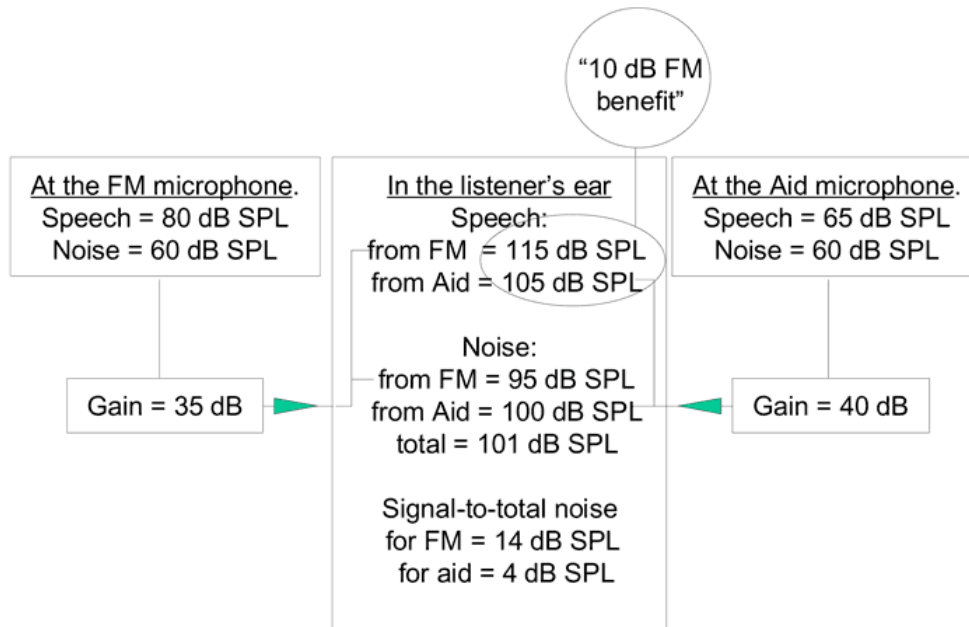 “10 dB FM
benefit”
At the FM microphone.
Speech = 80 dB SPL
Noise = 60 dB SPL
Gain = 35 dB
In the listener’s ear
Speech:
from FM = 115 dB SPL
from Aid = 105 dB SPL
Noise:
from FM = 95 dB SPL
from Aid = 100 dB SPL
total = 101 dB SPL
Signal-to-total noise
for FM = 14 dB SPL
for aid = 4 dB SPL
At the Aid microphone.
Speech = 65 dB SPL
Noise = 60 dB SPL
Gain = 40 dB